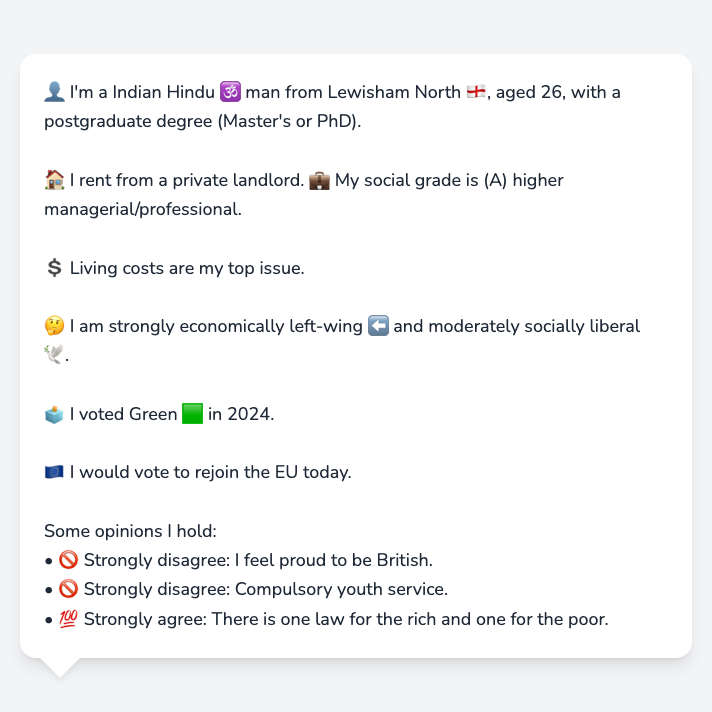 👤 I'm a Indian Hindu 🕉️ man from Lewisham North 🏴󠁧󠁢󠁥󠁮󠁧󠁿, aged 26, with a
postgraduate degree (Master's or PhD).
🏠 I rent from a private landlord. 💼 My social grade is (A) higher
managerial/professional.
💲 Living costs are my top issue.
🤔 I am strongly economically left-wing ⬅️ and moderately socially liberal
🕊️.
🗳️ I voted Green 🟩 in 2024.
🇪🇺 I would vote to rejoin the EU today.
Some opinions I hold:
• 🚫 Strongly disagree: I feel proud to be British.
• 🚫 Strongly disagree: Compulsory youth service.
• 💯 Strongly agree: There is one law for the rich and one for the poor.